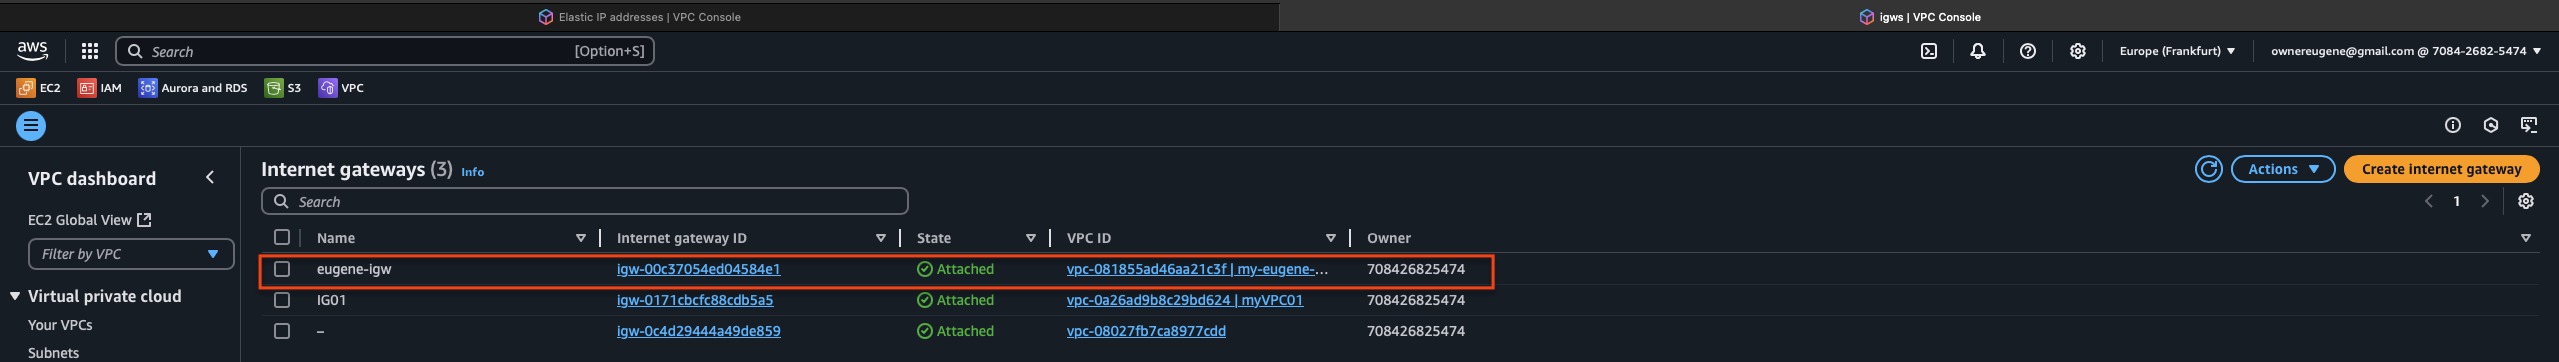 Elastic IP addresses | VPC Console
igws | VPC Console
aws
Search
[Option+S]
Europe (Frankfurt)
ownereugene@gmail.com @ 7084-2682-5474
EC2
IAM
Aurora and RDS
S3
VPC
VPC dashboard
EC2 Global View
Filter by VPC
Virtual private cloud
Your VPCs
Subnets
Internet gateways (3) Info
Actions
Create internet gateway
Search
1
Name Internet gateway ID State VPC ID Owner
eugene-igw igw-00c37054ed04584e1 Attached vpc-081855ad46aa21c3f | my-eugene-... 708426825474
IG01 igw-0171cbcfc88cdb5a5 Attached vpc-0a26ad9b8c29bd624 | myVPC01 708426825474
– igw-0c4d29444a49de859 Attached vpc-08027fb7ca8977cdd 708426825474